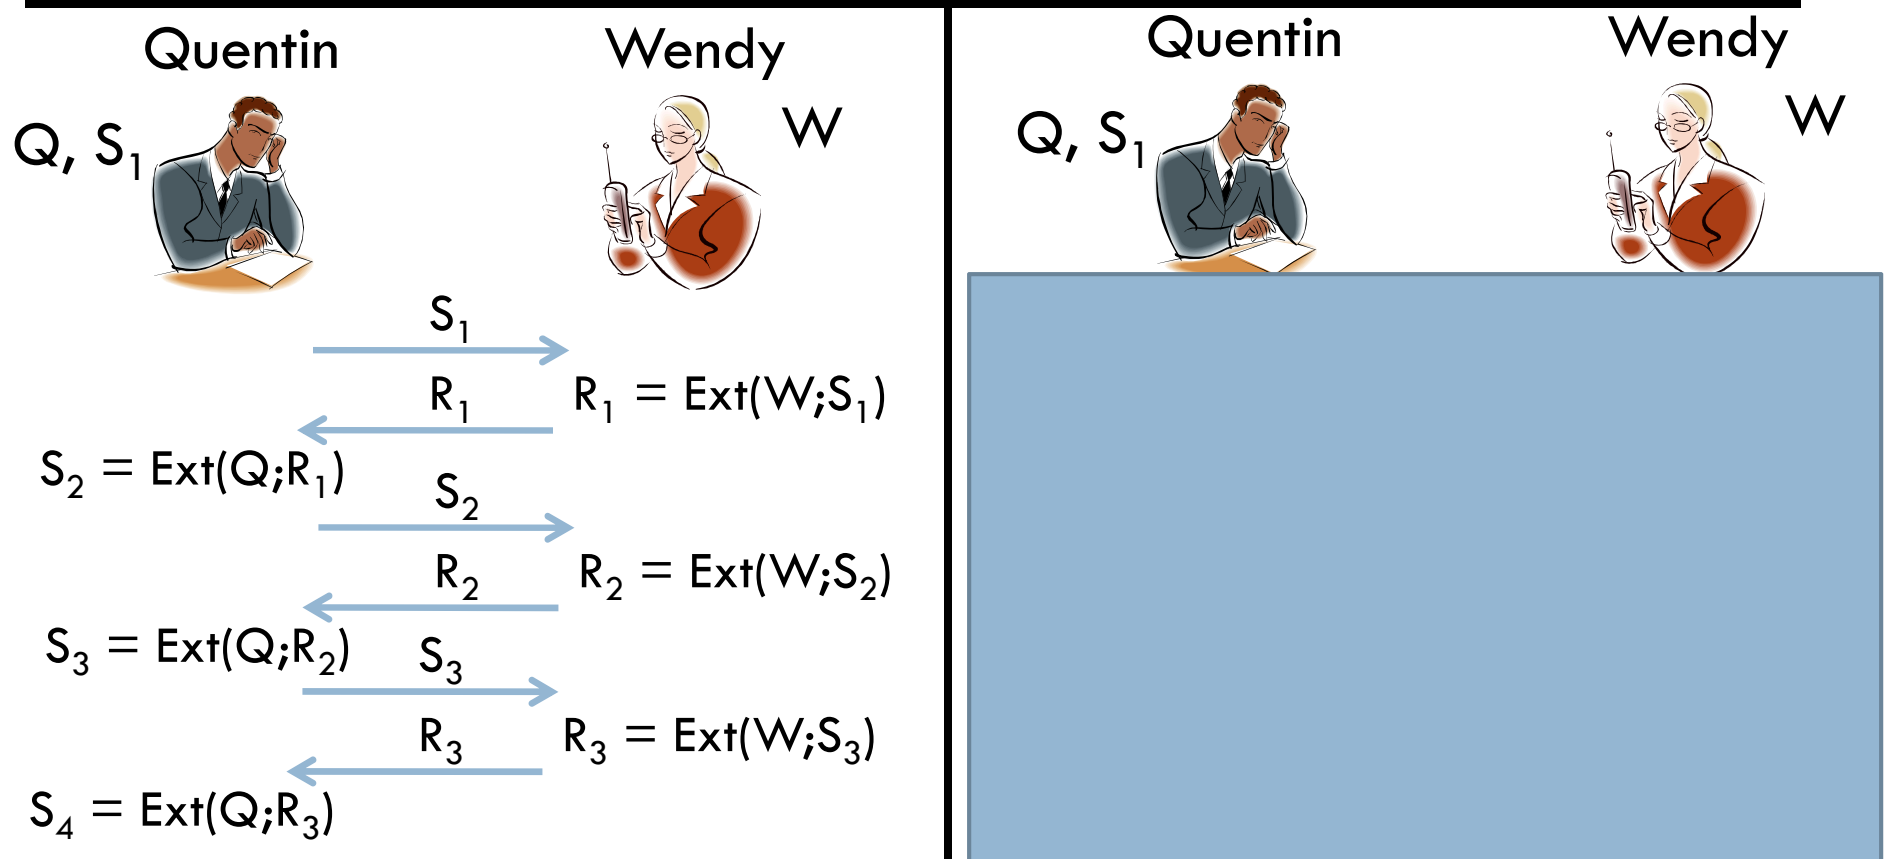 Quentin
Wendy
Q, S₁
W
S₁
R₁
R₁ = Ext(W;S₁)
S₂ = Ext(Q;R₁)
S₂
R₂
R₂ = Ext(W;S₂)
S₃ = Ext(Q;R₂)
S₃
R₃
R₃ = Ext(W;S₃)
S₄ = Ext(Q;R₃)
Quentin
Wendy
Q, S₁
W